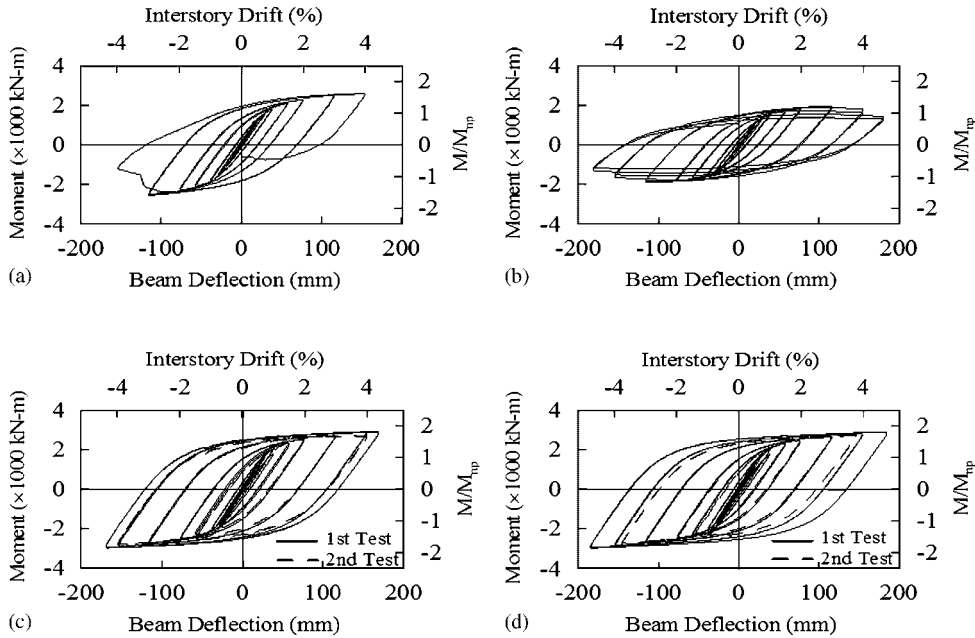 Interstory Drift (%)
-4 -2 0 2 4
Moment (×1000 kN-m)
4
2
0
-2
-4
2
1
0
-1
-2
M/Mnp
-200 -100 0 100 200
(a)
Beam Deflection (mm)
Interstory Drift (%)
-4 -2 0 2 4
Moment (×1000 kN-m)
4
2
0
-2
-4
2
1
0
-1
-2
M/Mnp
-200 -100 0 100 200
(b)
Beam Deflection (mm)
Interstory Drift (%)
-4 -2 0 2 4
Moment (×1000 kN-m)
4
2
0
-2
-4
2
1
0
-1
-2
M/Mnp
1st Test
2nd Test
-200 -100 0 100 200
(c)
Beam Deflection (mm)
Interstory Drift (%)
-4 -2 0 2 4
Moment (×1000 kN-m)
4
2
0
-2
-4
2
1
0
-1
-2
M/Mnp
1st Test
2nd Test
-200 -100 0 100 200
(d)
Beam Deflection (mm)